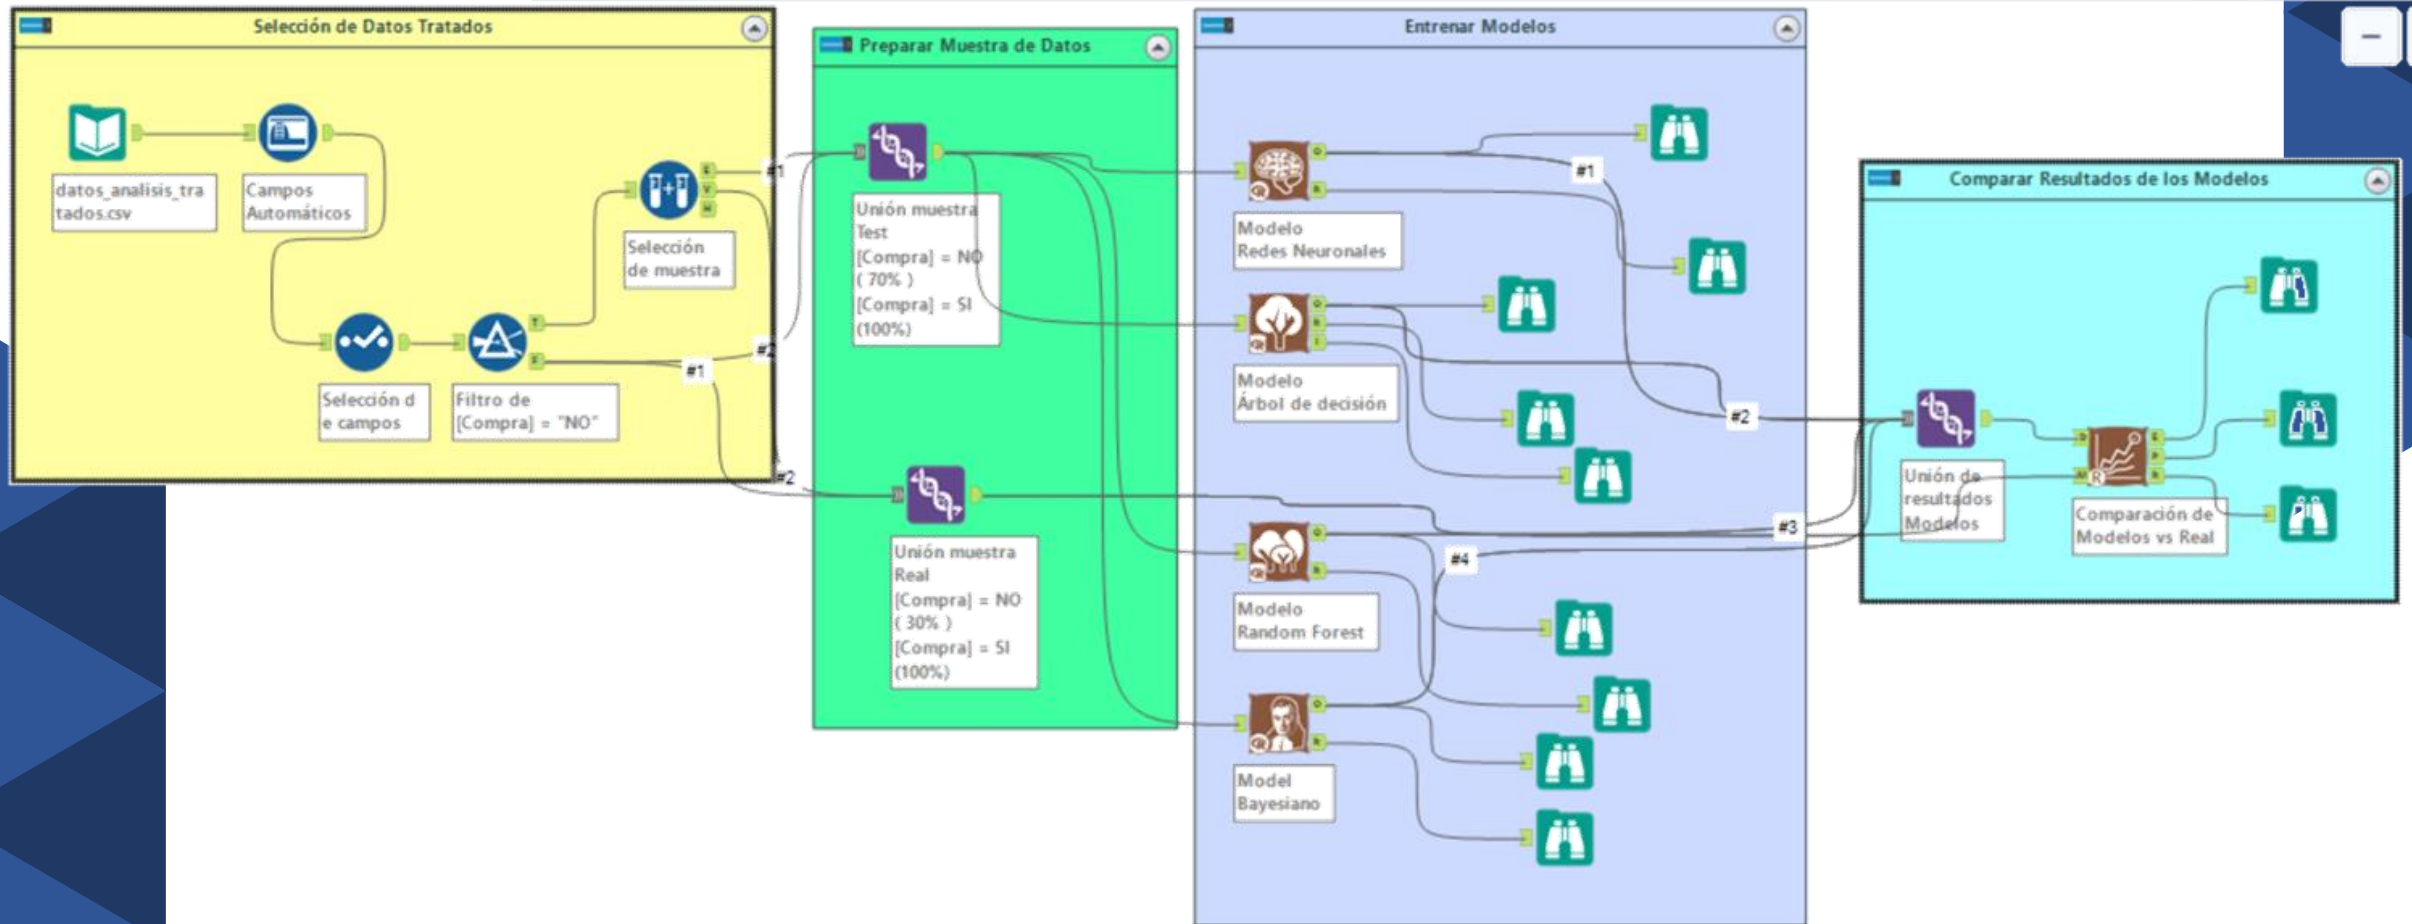 Selección de Datos Tratados
datos_analisis_tra
tados.csv
Campos
Automáticos
Selección
de muestra
E
V
H
#1
Selección d
e campos
Filtro de
[Compra] = "NO"
T
F
#1
#2
#2
Preparar Muestra de Datos
Unión muestra
Test
[Compra] = NO
( 70% )
[Compra] = SI
(100%)
Unión muestra
Real
[Compra] = NO
( 30% )
[Compra] = SI
(100%)
Entrenar Modelos
O
R
Modelo
Redes Neuronales
O
R
I
Modelo
Árbol de decisión
O
R
Modelo
Random Forest
O
R
Model
Bayesiano
#1
#2
#3
#4
Comparar Resultados de los Modelos
Unión de
resultados
Modelos
R
Comparación de
Modelos vs Real